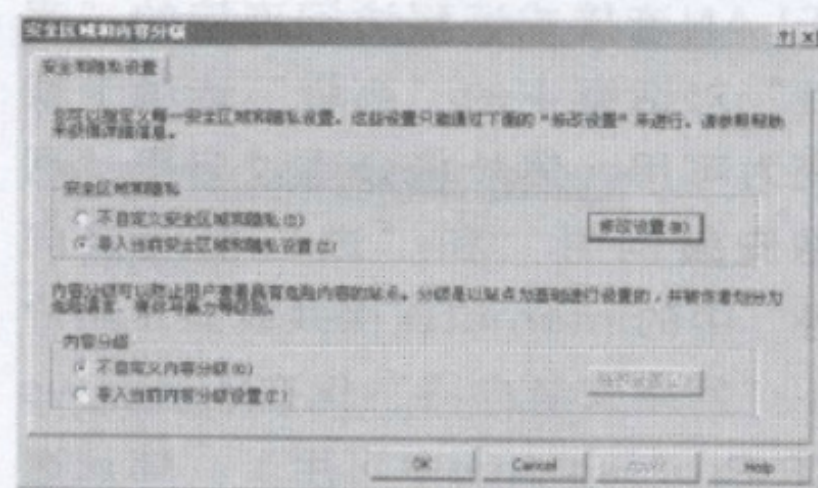 安全区域和内容分级
安全和隐私设置
您可以自定义每一安全区域和隐私设置。这些设置只能通过下面的“修改设置”来进行。请参照帮助
来获得详细信息。
安全区域和隐私
不自定义安全区域和隐私(D)
导入当前安全区域和隐私设置(I)
修改设置(M)
内容分级可以防止用户查看具有危险内容的站点。分级是以站点为基础进行设置的，并被作者划分为
危险语言、暴力等级别。
内容分级
不自定义内容分级(O)
导入当前内容分级设置(T)
修改设置
OK
Cancel
Apply
Help